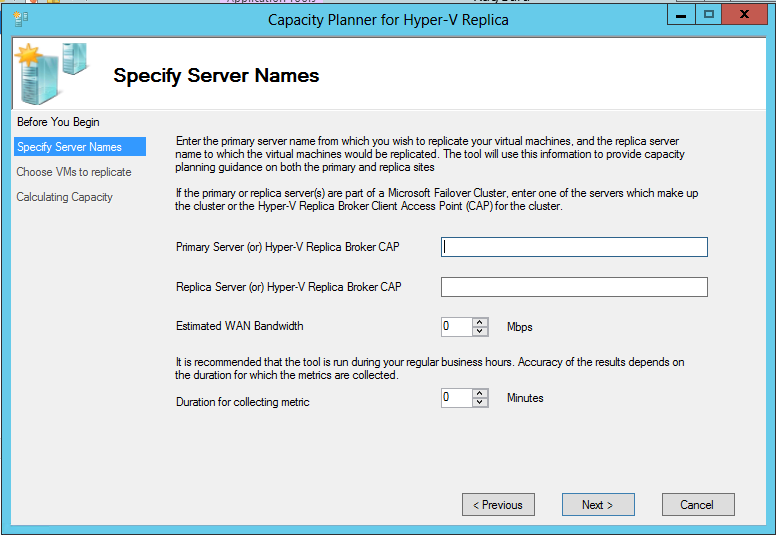 Capacity Planner for Hyper-V Replica
Specify Server Names
Before You Begin
Specify Server Names
Choose VMs to replicate
Calculating Capacity
Enter the primary server name from which you wish to replicate your virtual machines, and the replica server
name to which the virtual machines would be replicated. The tool will use this information to provide capacity
planning guidance on both the primary and replica sites
If the primary or replica server(s) are part of a Microsoft Failover Cluster, enter one of the servers which make up
the cluster or the Hyper-V Replica Broker Client Access Point (CAP) for the cluster.
Primary Server (or) Hyper-V Replica Broker CAP
Replica Server (or) Hyper-V Replica Broker CAP
Estimated WAN Bandwidth 0 Mbps
It is recommended that the tool is run during your regular business hours. Accuracy of the results depends on
the duration for which the metrics are collected.
Duration for collecting metric 0 Minutes
< Previous Next > Cancel